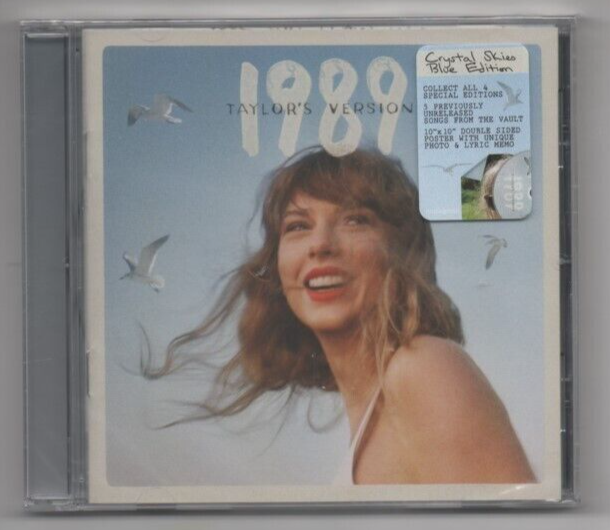 1989
TAYLOR'S VERSION
Crystal Skies
Blue Edition
COLLECT ALL 4
SPECIAL EDITIONS
5 PREVIOUSLY
UNRELEASED
SONGS FROM THE VAULT
10"x10" DOUBLE SIDED
POSTER WITH UNIQUE
PHOTO & LYRIC MEMO